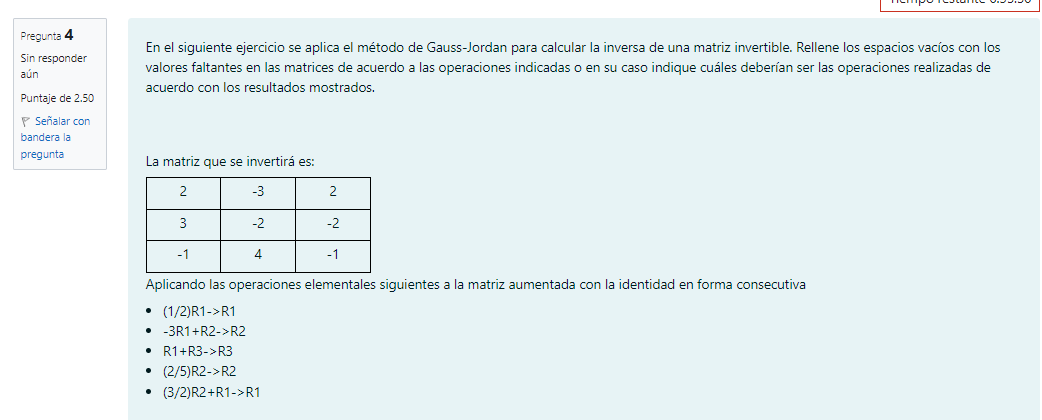 Tiempo restante 0:55:50
Pregunta 4
Sin responder
aún
Puntaje de 2.50
Señalar con
bandera la
pregunta
En el siguiente ejercicio se aplica el método de Gauss-Jordan para calcular la inversa de una matriz invertible. Rellene los espacios vacíos con los
valores faltantes en las matrices de acuerdo a las operaciones indicadas o en su caso indique cuáles deberían ser las operaciones realizadas de
acuerdo con los resultados mostrados.
La matriz que se invertirá es:
2 -3 2
3 -2 -2
-1 4 -1
Aplicando las operaciones elementales siguientes a la matriz aumentada con la identidad en forma consecutiva
• (1/2)R1->R1
• -3R1+R2->R2
• R1+R3->R3
• (2/5)R2->R2
• (3/2)R2+R1->R1